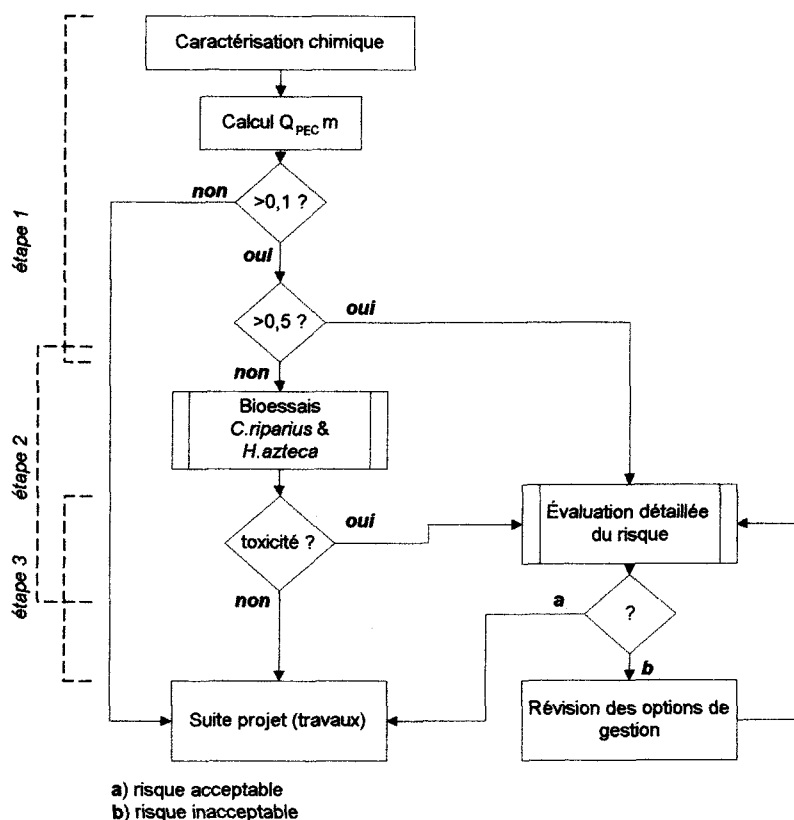 Caractérisation chimique
Calcul QPEC m
non
>0,1 ?
étape 1
oui
>0,5 ?
oui
non
Bioessais
C.riparius &
H.azteca
étape 2
toxicité ?
oui
Évaluation détaillée
du risque
étape 3
non
a
?
b
Suite projet (travaux)
Révision des options de
gestion
a) risque acceptable
b) risque inacceptable